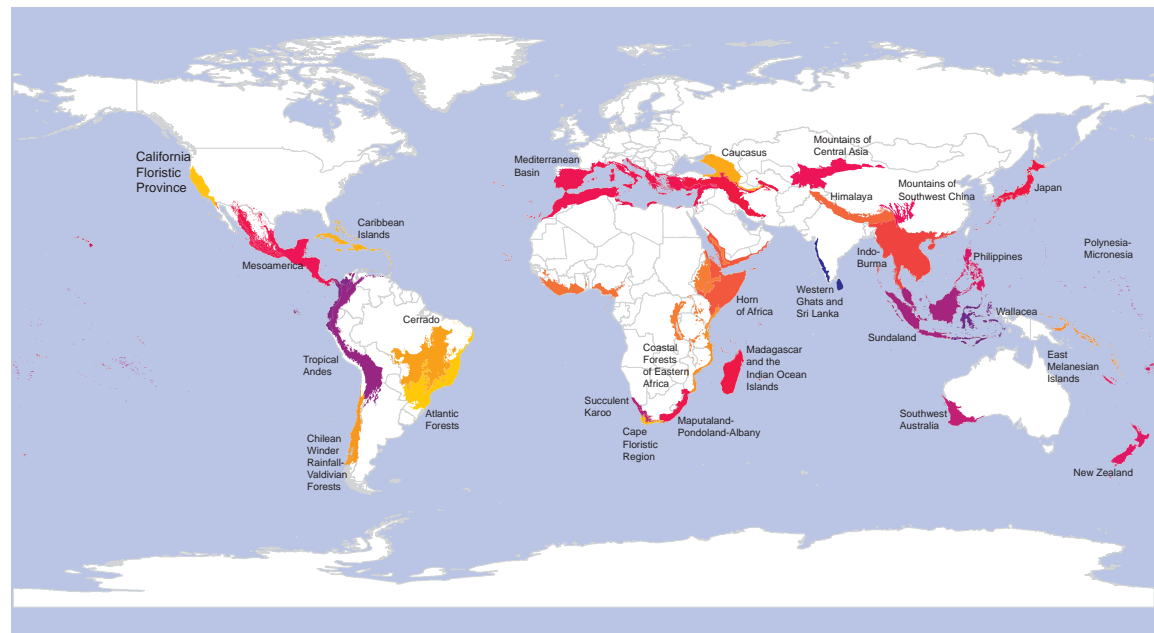 California
Floristic
Province
Caribbean
Islands
Mesoamerica
Cerrado
Tropical
Andes
Atlantic
Forests
Chilean
Winder
Rainfall-
Valdivian
Forests
Mediterranean
Basin
Caucasus
Mountains of
Central Asia
Himalaya
Mountains of
Southwest China
Japan
Indo-
Burma
Philippines
Polynesia-
Micronesia
Western
Ghats and
Sri Lanka
Horn
of Africa
Wallacea
Sundaland
Coastal
Forests
of Eastern
Africa
Madagascar
and the
Indian Ocean
Islands
East
Melanesian
Islands
Succulent
Karoo
Cape
Floristic
Region
Maputaland-
Pondoland-Albany
Southwest
Australia
New Zealand